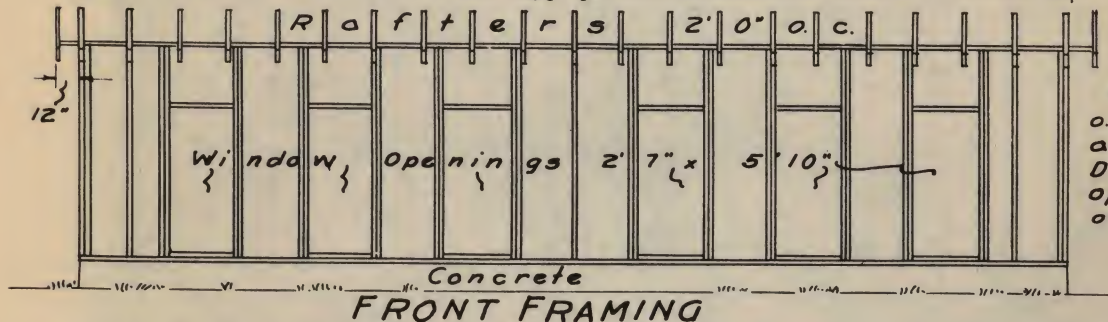 Rafters 2' 0" o. c.
12"
Window Openings 2' 7" x 5' 10"
Concrete
FRONT FRAMING